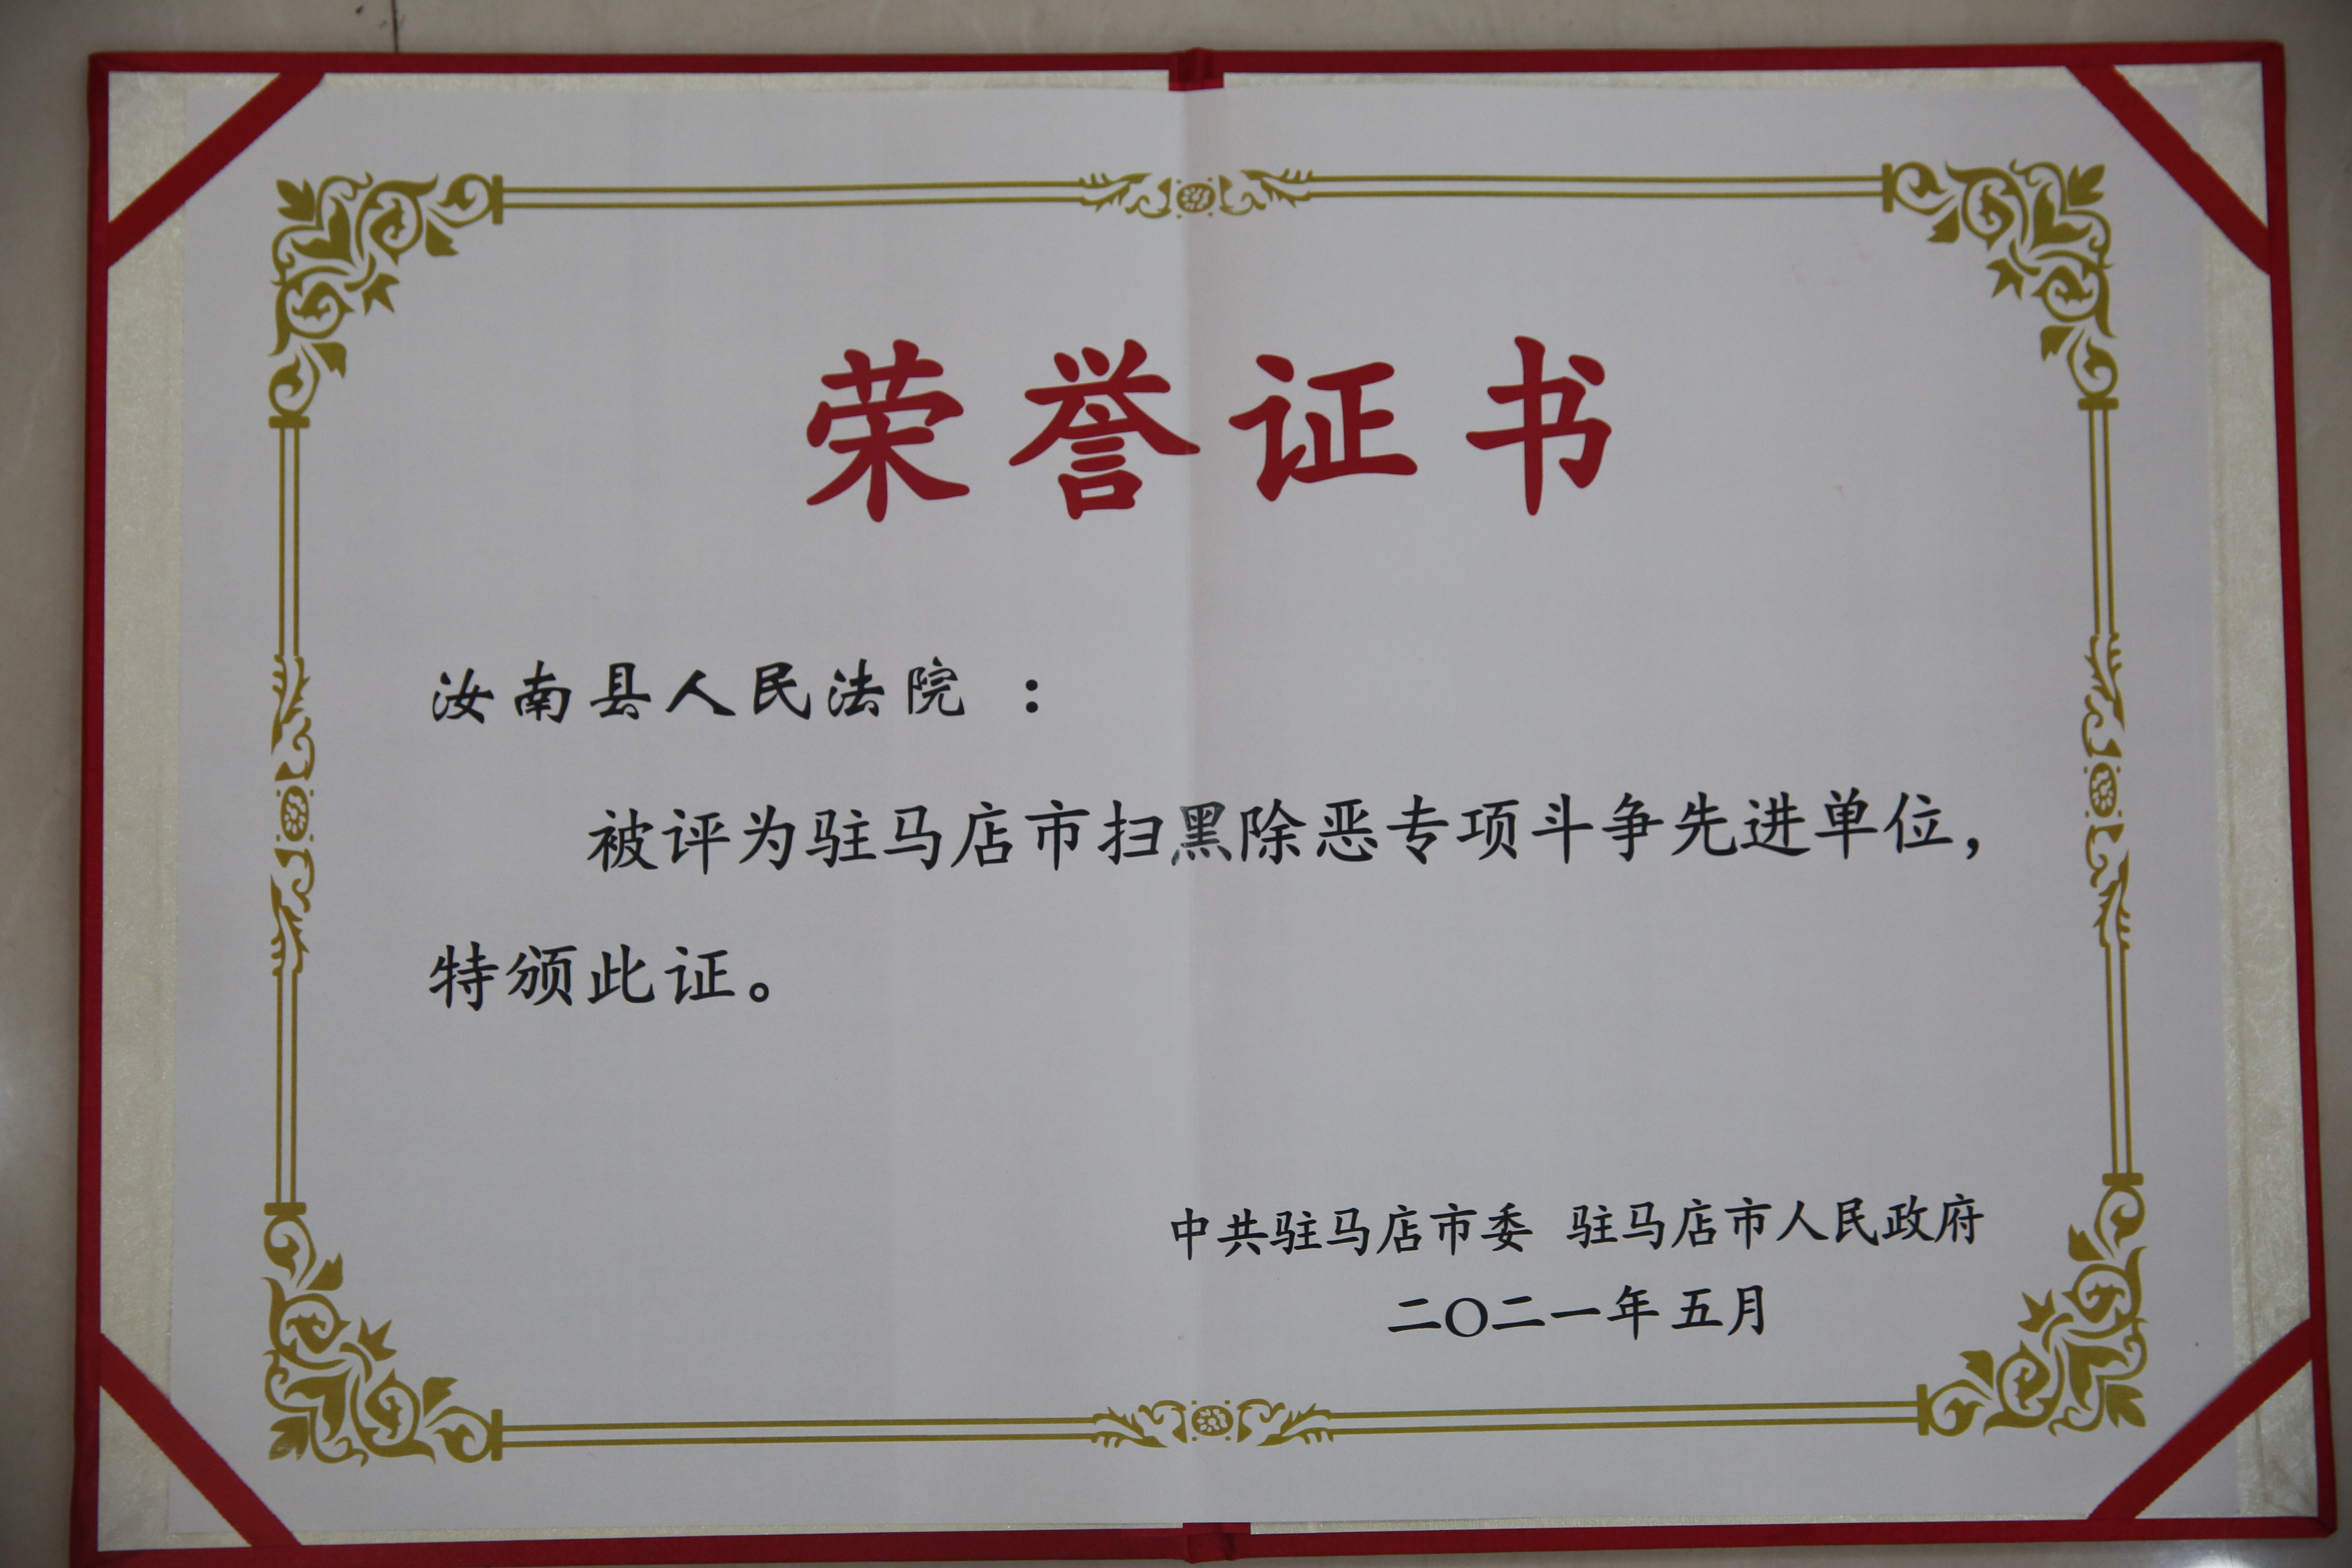 荣誉证书
汝南县人民法院 ：
被评为驻马店市扫黑除恶专项斗争先进单位，
特颁此证。
中共驻马店市委 驻马店市人民政府
二〇二一年五月